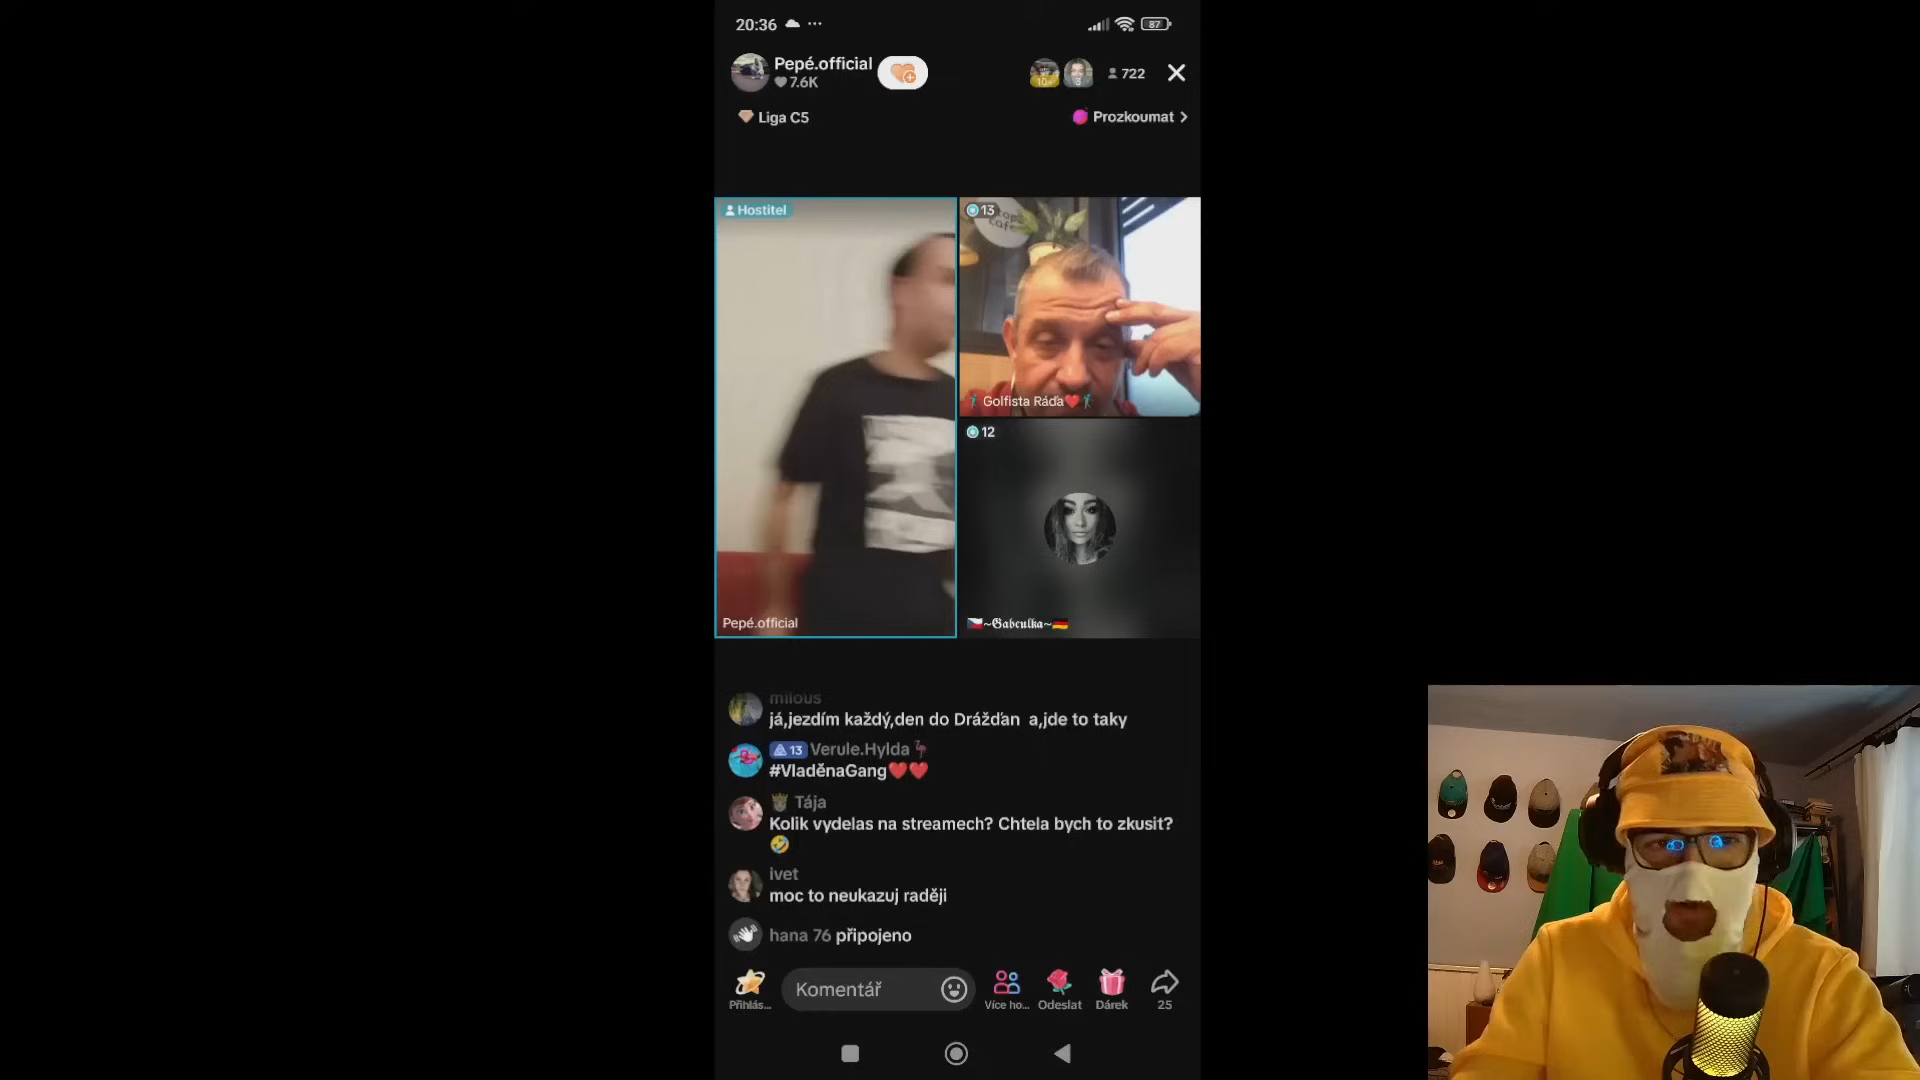 20:36
87
Pepé.official
7.6K
722
Liga C5
Prozkoumat
Hostitel
13
Golfista Ráďa
12
Pepé.official
~Gabculka~
milous
já,jezdím každý,den do Drážďan a,jde to taky
13 Verule.Hylda
#VladěnaGang
Tája
Kolik vydelas na streamech? Chtela bych to zkusit?
ivet
moc to neukazuj raději
hana 76 připojeno
Komentář
Přihlás...
Více ho...
Odeslat
Dárek
25